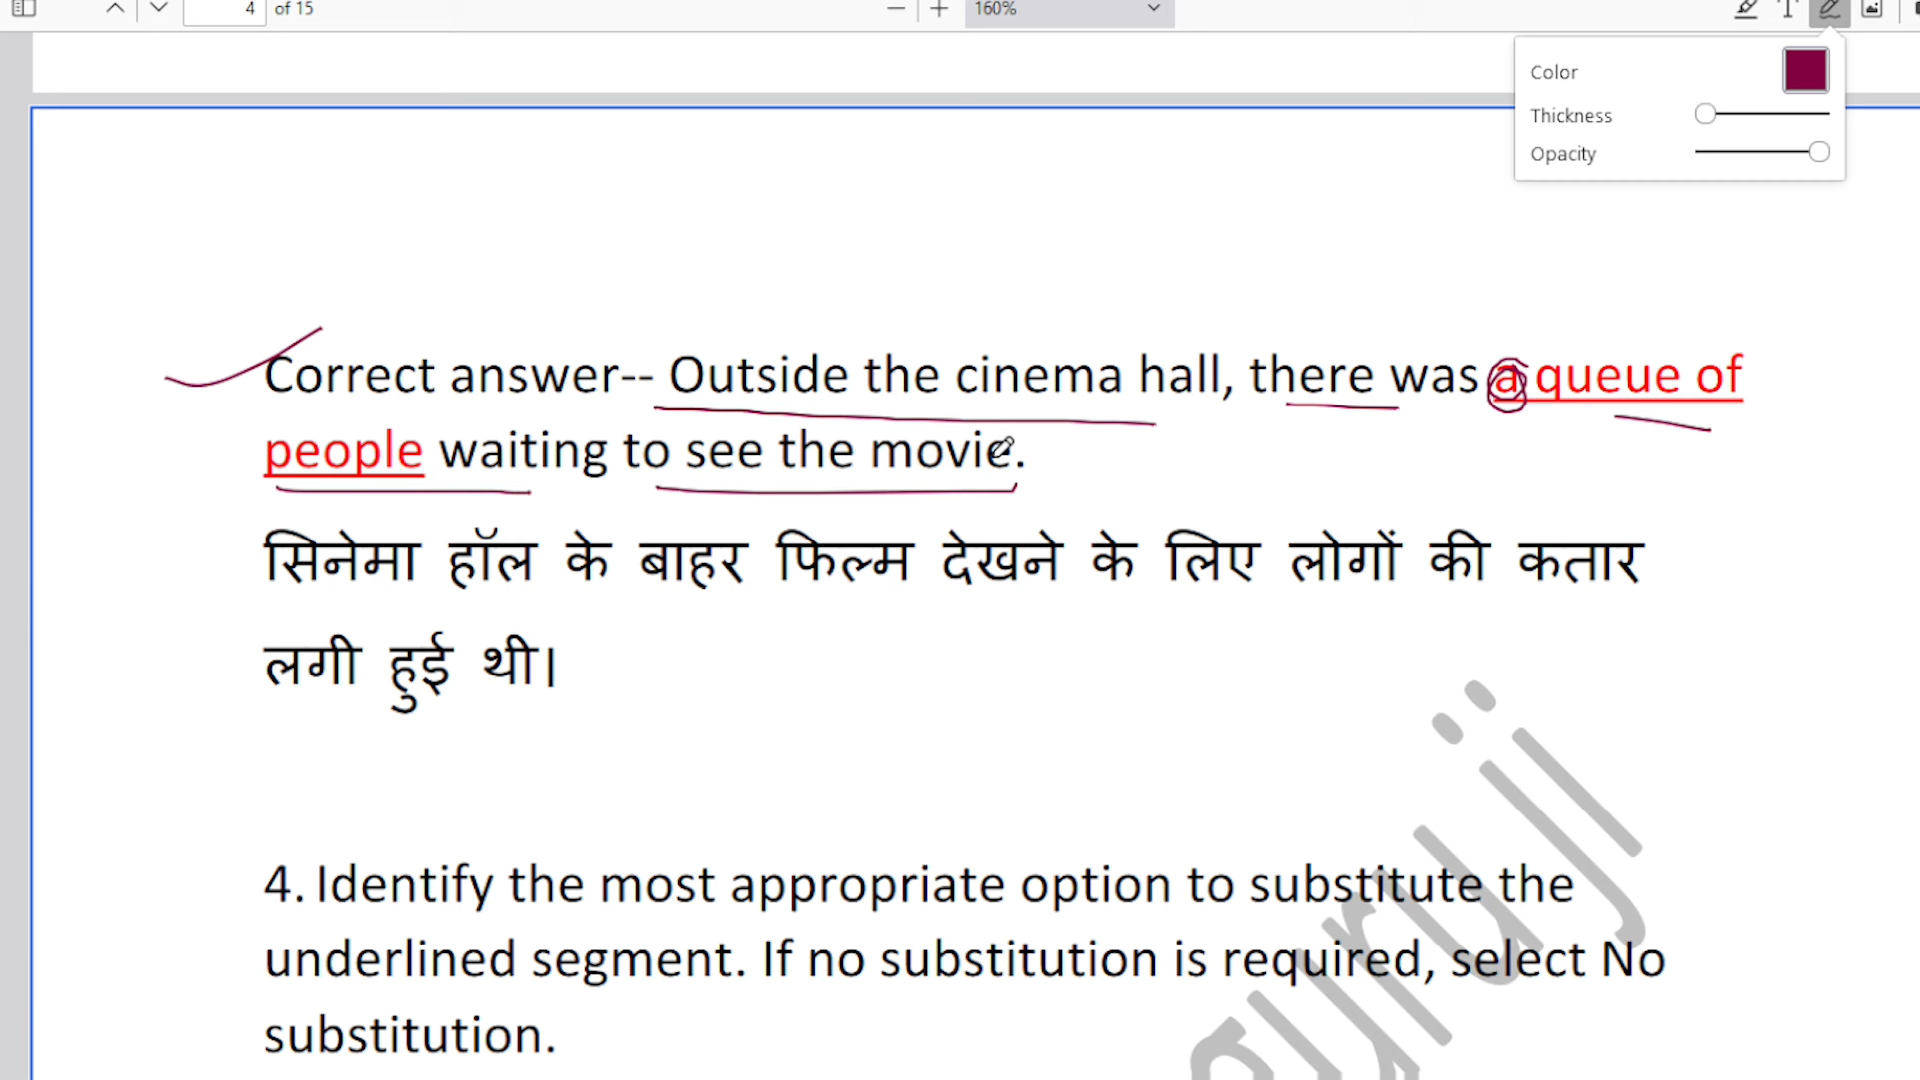 4 of 15 160%
Color
Thickness
Opacity
Correct answer-- Outside the cinema hall, there was a queue of
people waiting to see the movie.
सिनेमा हॉल के बाहर फिल्म देखने के लिए लोगों की कतार
लगी हुई थी।
4. Identify the most appropriate option to substitute the
underlined segment. If no substitution is required, select No
substitution.
guru ji